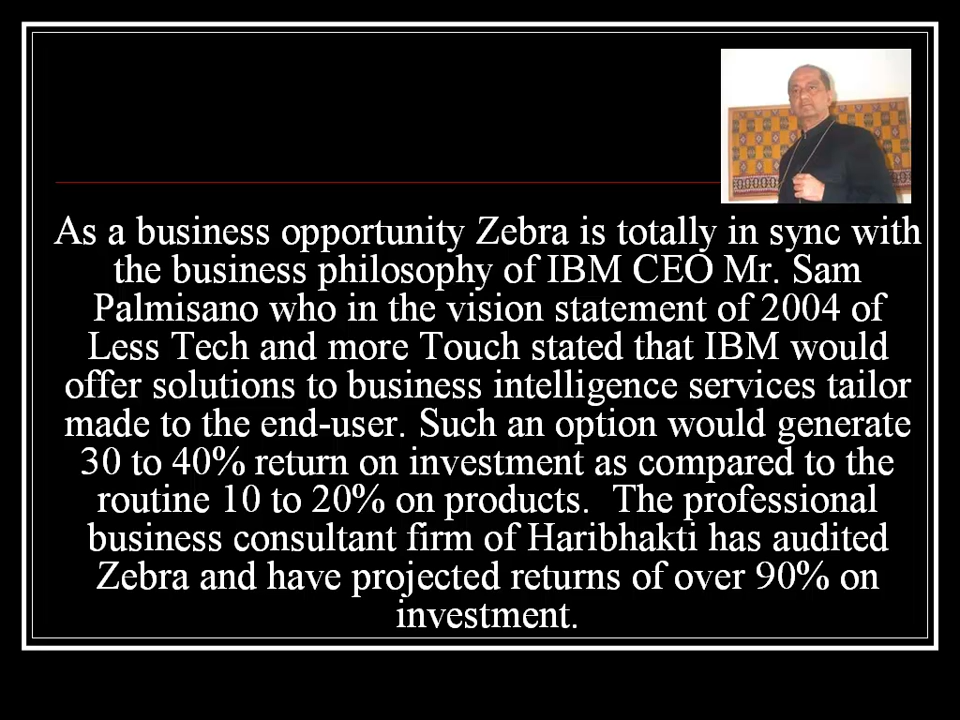 As a business opportunity Zebra is totally in sync with
the business philosophy of IBM CEO Mr. Sam
Palmisano who in the vision statement of 2004 of
Less Tech and more Touch stated that IBM would
offer solutions to business intelligence services tailor
made to the end-user. Such an option would generate
30 to 40% return on investment as compared to the
routine 10 to 20% on products.  The professional
business consultant firm of Haribhakti has audited
Zebra and have projected returns of over 90% on
investment.